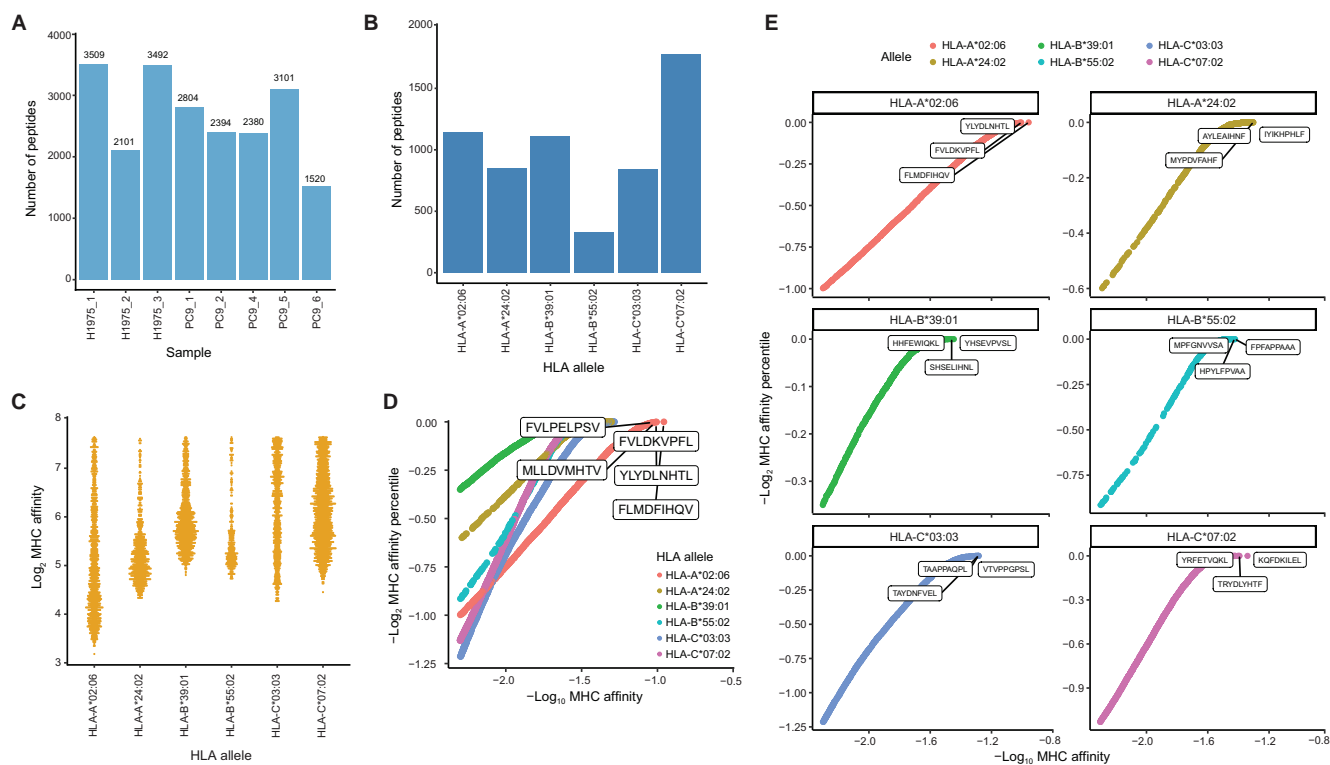 A
Number of peptides
4000
3000
2000
1000
0
3509
2101
3492
2804
2394
2380
3101
1520
H1975_1
H1975_2
H1975_3
PC9_1
PC9_2
PC9_4
PC9_5
PC9_6
Sample
B
Number of peptides
2000
1500
1000
500
0
HLA-A*02:06
HLA-A*24:02
HLA-B*39:01
HLA-B*55:02
HLA-C*03:03
HLA-C*07:02
HLA allele
C
Log2 MHC affinity
8
7
6
5
4
3
HLA-A*02:06
HLA-A*24:02
HLA-B*39:01
HLA-B*55:02
HLA-C*03:03
HLA-C*07:02
HLA allele
D
−Log2 MHC affinity percentile
0.00
−0.25
−0.50
−0.75
−1.00
−1.25
FVLPELPSV
FVLDKVPFL
MLLDVMHTV
YLYDLNHTL
FLMDFIHQV
HLA allele
HLA-A*02:06
HLA-A*24:02
HLA-B*39:01
HLA-B*55:02
HLA-C*03:03
HLA-C*07:02
−2.0
−1.5
−1.0
−0.5
−Log10 MHC affinity
E
Allele
HLA-A*02:06
HLA-B*39:01
HLA-C*03:03
HLA-A*24:02
HLA-B*55:02
HLA-C*07:02
−Log2 MHC affinity percentile
HLA-A*02:06
0.00
−0.25
−0.50
−0.75
−1.00
YLYDLNHTL
FVLDKVPFL
FLMDFIHQV
HLA-A*24:02
0.0
−0.2
−0.4
−0.6
AYLEAIHNF
IYIKHPHLF
MYPDVFAHF
HLA-B*39:01
0.0
−0.1
−0.2
−0.3
HHFEWIQKL
YHSEVPVSL
SHSELIHNL
HLA-B*55:02
0.00
−0.25
−0.50
−0.75
MPFGNVVSA
FPFAPPAAA
HPYLFPVAA
HLA-C*03:03
0.00
−0.25
−0.50
−0.75
−1.00
−1.25
TAAPPAQPL
VTVPPGPSL
TAYDNFVEL
−2.0
−1.6
−1.2
−0.8
HLA-C*07:02
0.0
−0.3
−0.6
−0.9
YRFETVQKL
KQFDKILEL
TRYDLYHTF
−2.0
−1.6
−1.2
−0.8
−Log10 MHC affinity